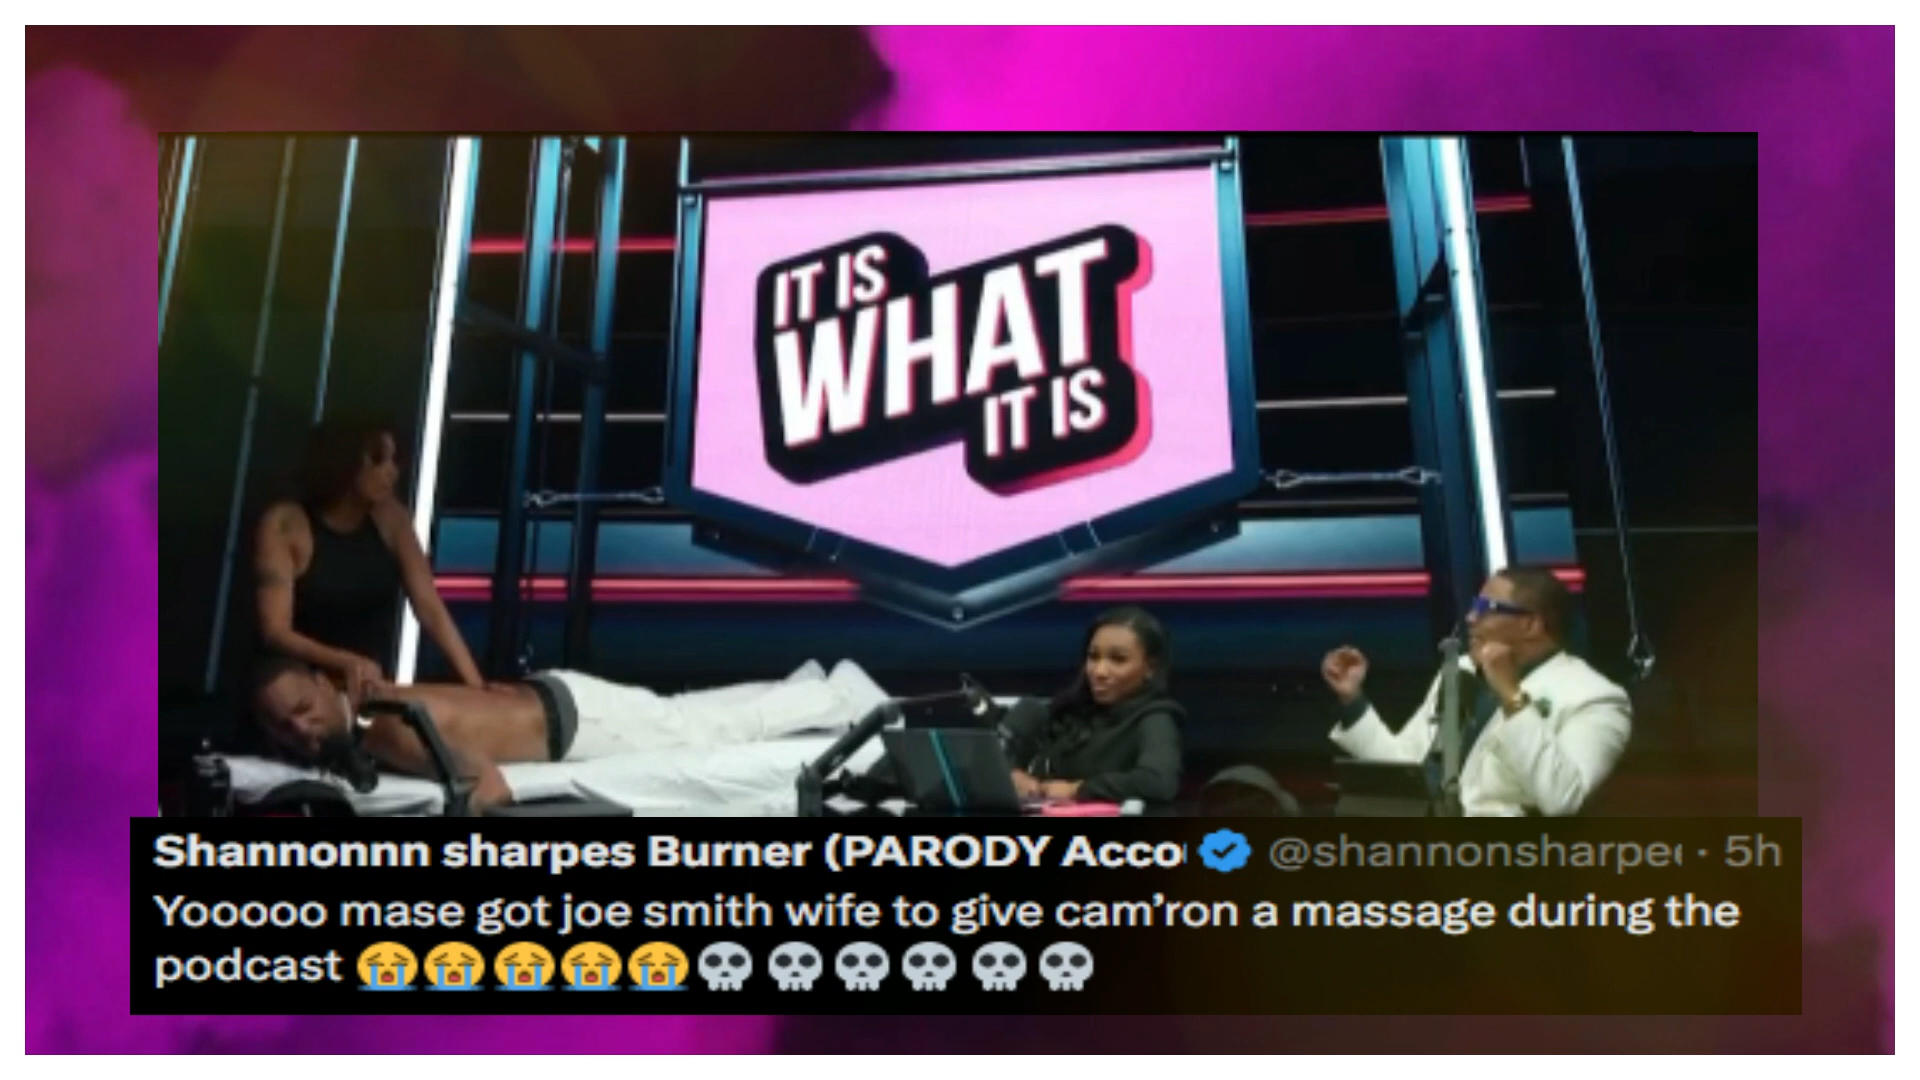 IT IS
WHAT
IT IS
Shannonnn sharpes Burner (PARODY Acco @shannonsharpe · 5h
Yooooo mase got joe smith wife to give cam’ron a massage during the
podcast 😭😭😭😭😭💀💀💀💀💀💀